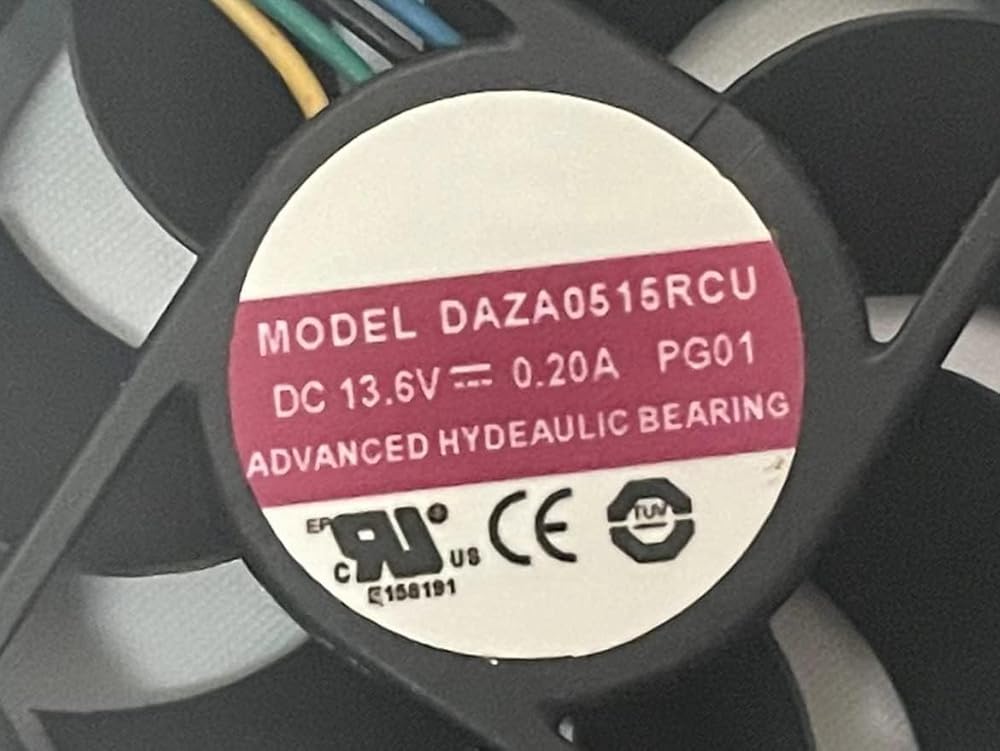 MODEL DAZA0515RCU
DC 13.6V 0.20A PG01
ADVANCED HYDEAULIC BEARING
C US CE TUV
E158191